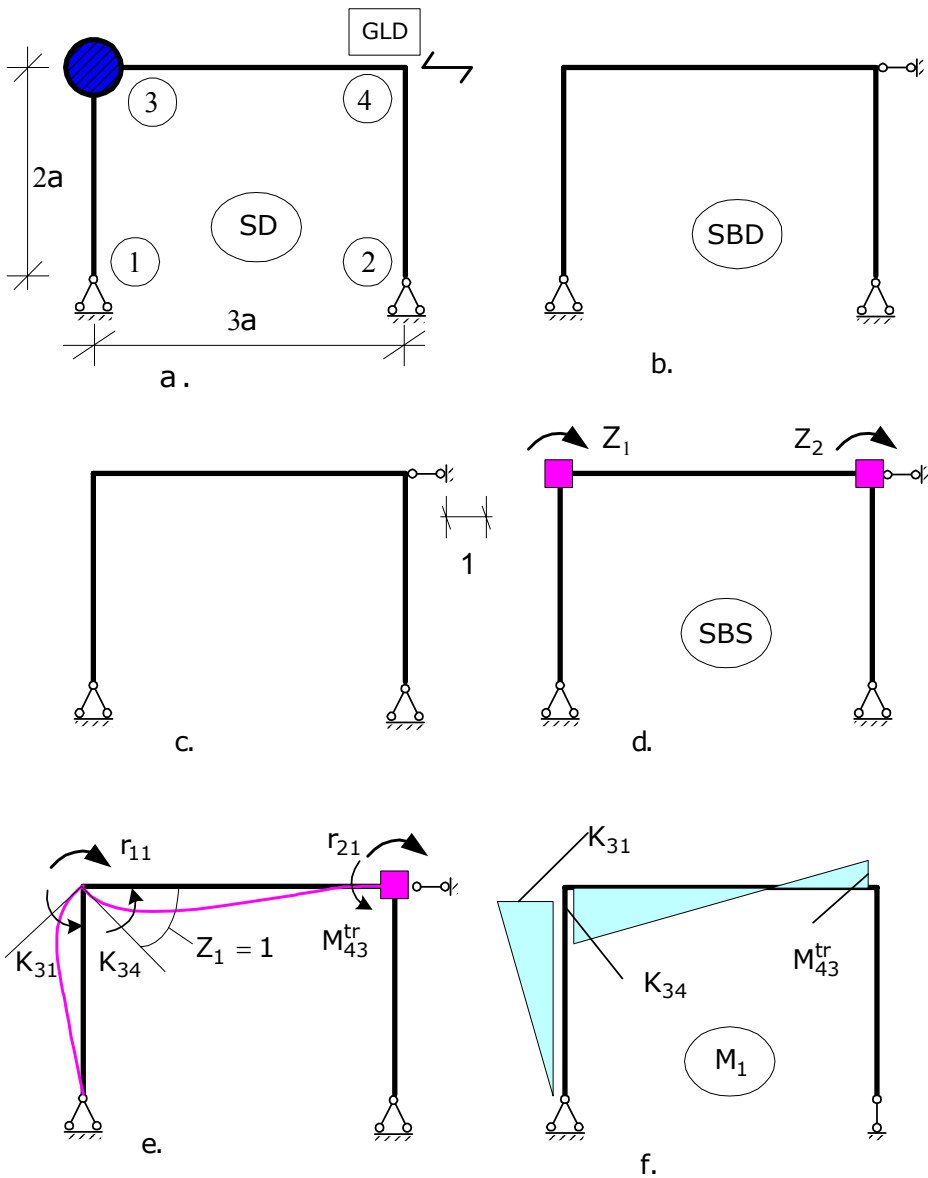 GLD
3
4
2a
SD
SBD
1
2
3a
a.
b.
Z₁
Z₂
1
SBS
c.
d.
r₁₁
r₂₁
K₃₁
K₃₁
K₃₄
Z₁ = 1
M₄₃ᵗʳ
K₃₄
M₄₃ᵗʳ
M₁
e.
f.